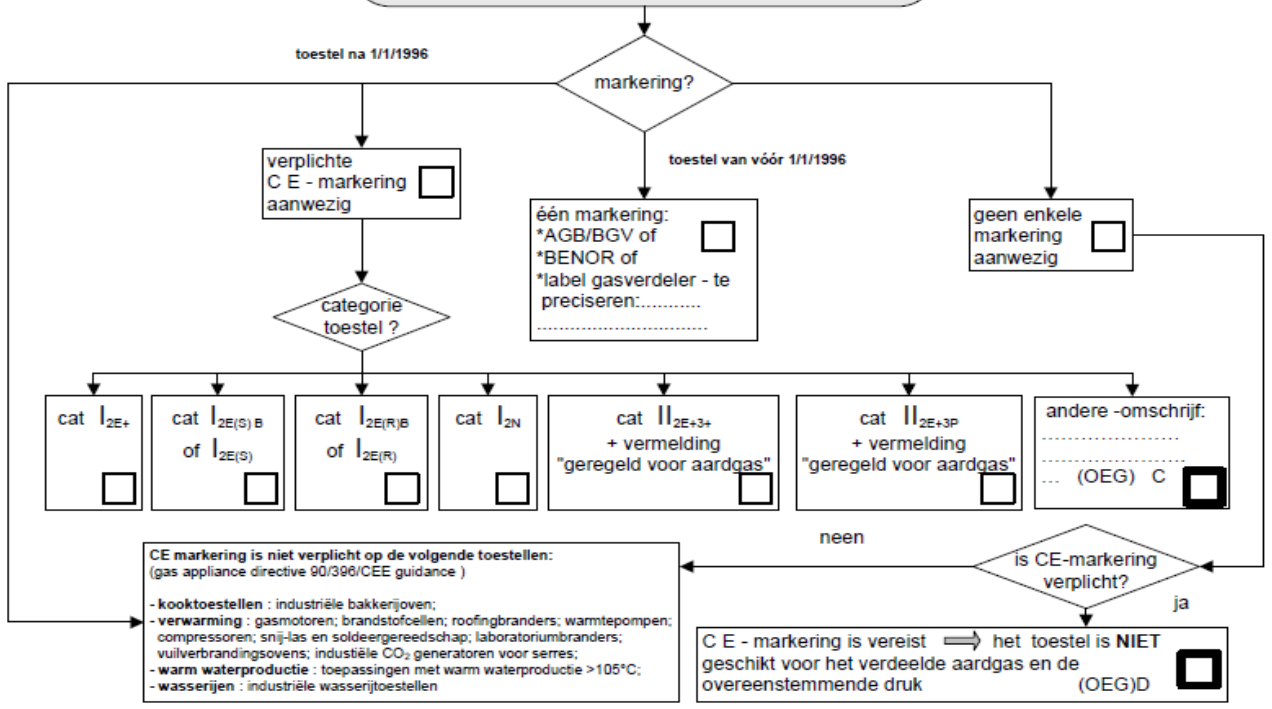 toestel na 1/1/1996
markering?
verplichte
C E - markering
aanwezig
toestel van vóór 1/1/1996
één markering:
*AGB/BGV of
*BENOR of
*label gasverdeler - te
preciseren:...........
...............................
geen enkele
markering
aanwezig
categorie
toestel ?
cat I2E+
cat I2E(S) B
of I2E(S)
cat I2E(R)B
of I2E(R)
cat I2N
cat II2E+3+
+ vermelding
"geregeld voor aardgas"
cat II2E+3P
+ vermelding
"geregeld voor aardgas"
andere -omschrijf:
.....................
.....................
... (OEG) C
neen
is CE-markering
verplicht?
ja
CE markering is niet verplicht op de volgende toestellen:
(gas appliance directive 90/396/CEE guidance )
- kooktoestellen : industriële bakkerijoven;
- verwarming : gasmotoren; brandstofcellen; roofingbranders; warmtepompen;
compressoren; snij-las en soldeergereedschap; laboratoriumbranders;
vuilverbrandingsovens; industiële CO2 generatoren voor serres;
- warm waterproductie : toepassingen met warm waterproductie >105°C;
- wasserijen : industriële wasserijtoestellen
C E - markering is vereist ⇒ het toestel is NIET
geschikt voor het verdeelde aardgas en de
overeenstemmende druk (OEG)D